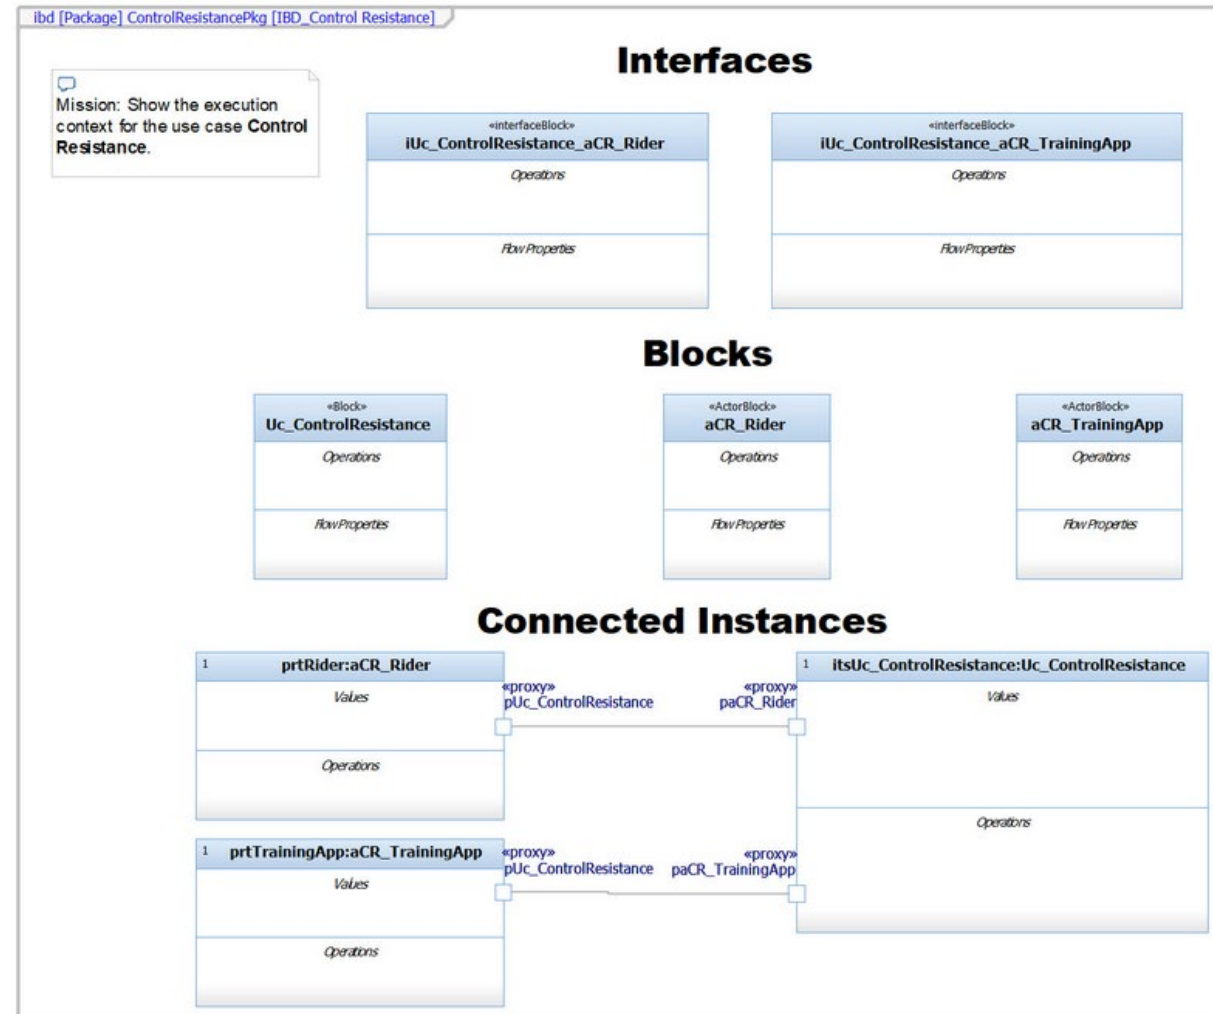 ibd [Package] ControlResistancePkg [IBD_Control Resistance]
Mission: Show the execution
context for the use case Control
Resistance.
Interfaces
«interfaceBlock»
iUc_ControlResistance_aCR_Rider
Operations
Flow Properties
«interfaceBlock»
iUc_ControlResistance_aCR_TrainingApp
Operations
Flow Properties
Blocks
«Block»
Uc_ControlResistance
Operations
Flow Properties
«ActorBlock»
aCR_Rider
Operations
Flow Properties
«ActorBlock»
aCR_TrainingApp
Operations
Flow Properties
Connected Instances
1 prtRider:aCR_Rider
Values
Operations
«proxy»
pUc_ControlResistance
«proxy»
paCR_Rider
1 itsUc_ControlResistance:Uc_ControlResistance
Values
Operations
1 prtTrainingApp:aCR_TrainingApp
Values
Operations
«proxy»
pUc_ControlResistance
«proxy»
paCR_TrainingApp